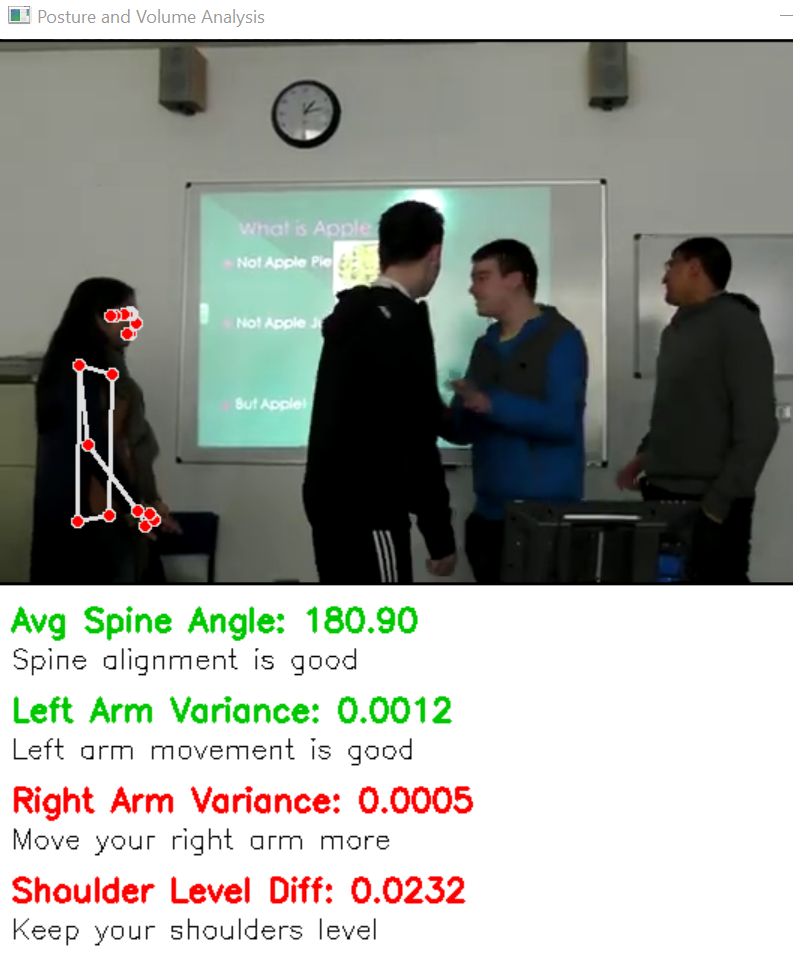 Posture and Volume Analysis
What is Apple
Not Apple Pie
Not Apple
But Apple!
Avg Spine Angle: 180.90
Spine alignment is good
Left Arm Variance: 0.0012
Left arm movement is good
Right Arm Variance: 0.0005
Move your right arm more
Shoulder Level Diff: 0.0232
Keep your shoulders level